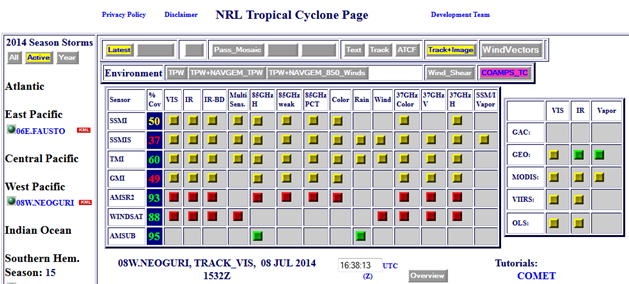 Privacy Policy Disclaimer NRL Tropical Cyclone Page Development Team
2014 Season Storms
All Active Year
Atlantic
East Pacific
06E.FAUSTO KML
Central Pacific
West Pacific
08W.NEOGURI KML
Indian Ocean
Southern Hem.
Season: 15
Latest Pass_Mosaic Text Track ATCF Track+Image WindVectors
Environment TPW TPW+NAVGEM_TPW TPW+NAVGEM_850_Winds Wind_Shear COAMPS_TC
Sensor % Cov VIS IR IR-BD Multi Sens. 85GHz H 85GHz weak 85GHz PCT Color Rain Wind 37GHz Color 37GHz V 37GHz H SSM/I Vapor
SSMI 50
SSMIS 37
TMI 60
GMI 49
AMSR2 93
WINDSAT 88
AMSUB 95
VIS IR Vapor
GAC:
GEO:
MODIS:
VIIRS:
OLS:
08W.NEOGURI, TRACK_VIS, 08 JUL 2014
1532Z
16:38:13 UTC
(Z) Overview
Tutorials:
COMET